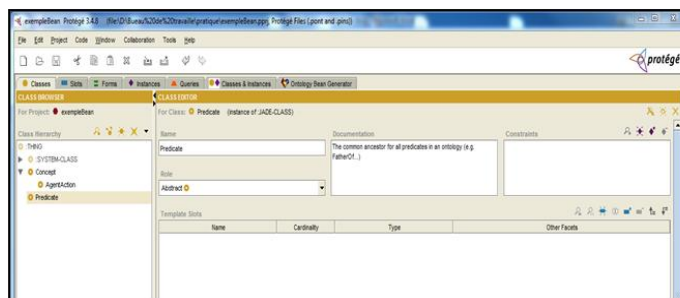 exempleBean Protégé 3.4.8 (file:\D:\Bureau%20de%20travaille\pratique\exempleBean.pprj, Protégé Files (.pont and .pins))
File Edit Project Code Window Collaboration Tools Help
protégé
Classes Slots Forms Instances Queries Classes & Instances Ontology Bean Generator
CLASS BROWSER
CLASS EDITOR
For Project: exempleBean
For Class: Predicate (instance of :JADE-CLASS)
Class Hierarchy
Name
Documentation
Constraints
:THING
Predicate
The common ancestor for all predicates in an ontology (e.g.
FatherOf...)
:SYSTEM-CLASS
Concept
Role
AgentAction
Abstract
Predicate
Template Slots
Name Cardinality Type Other Facets